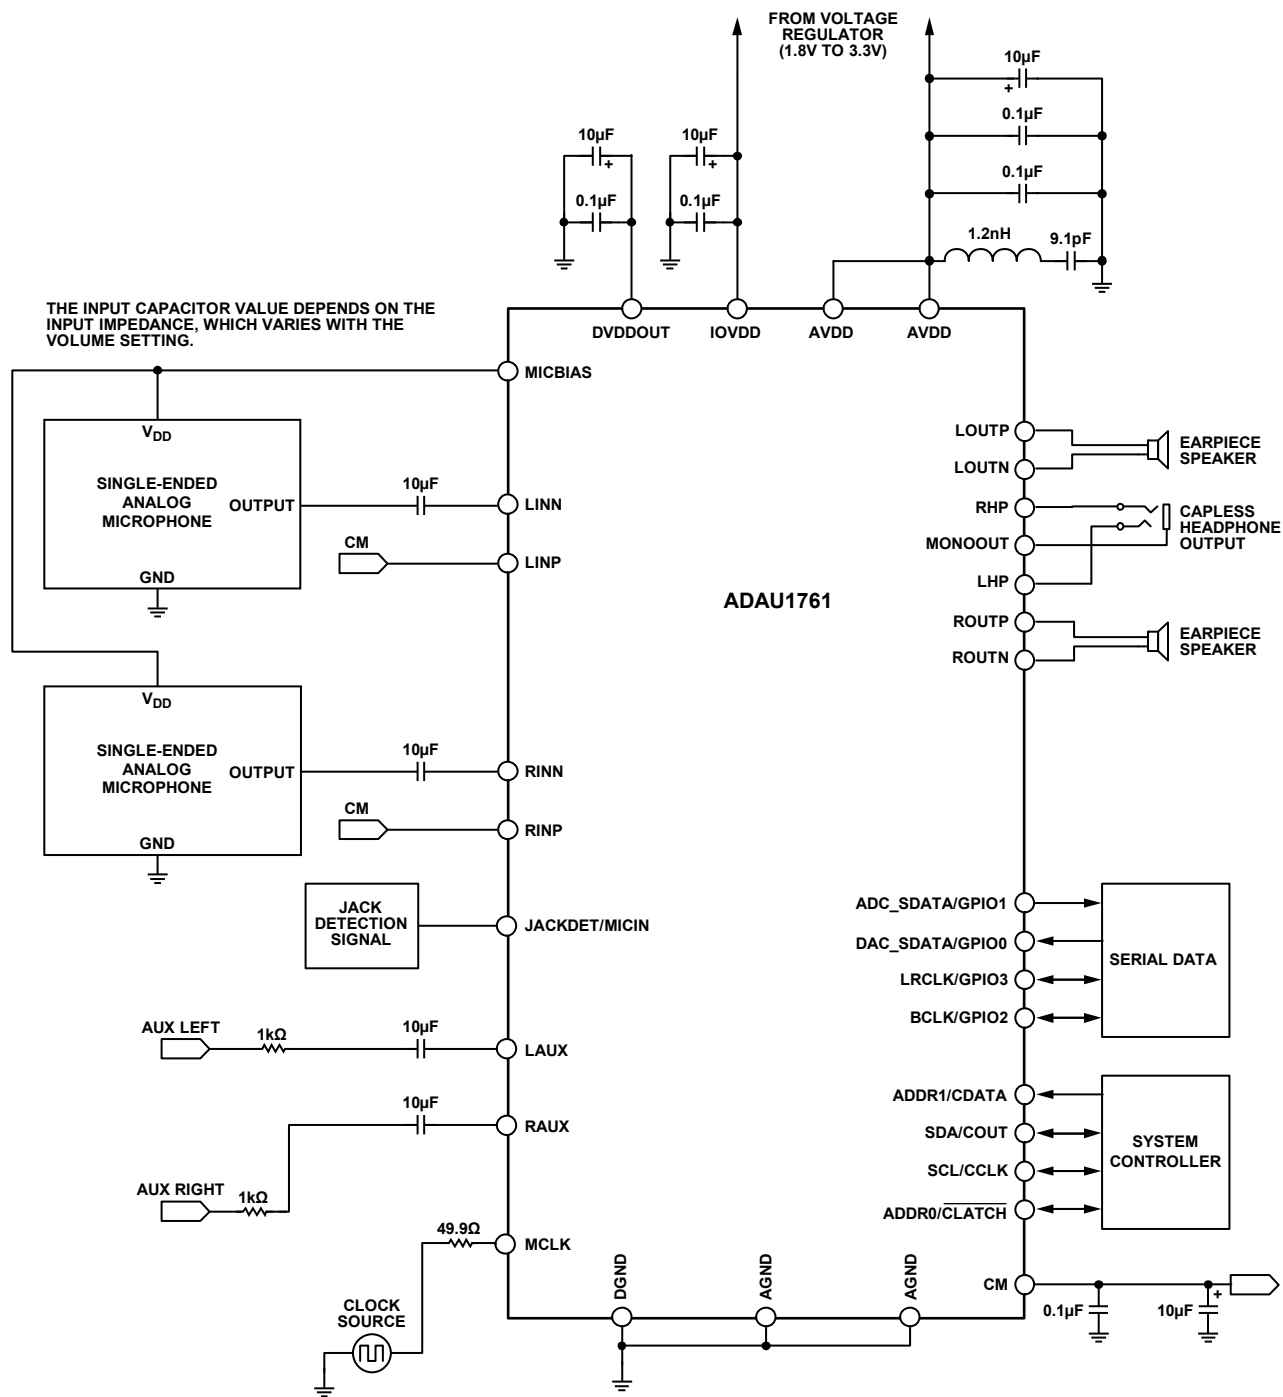 FROM VOLTAGE
REGULATOR
(1.8V TO 3.3V)
10µF
+
0.1µF
0.1µF
1.2nH
9.1pF
10µF
+
0.1µF
10µF
+
0.1µF
THE INPUT CAPACITOR VALUE DEPENDS ON THE
INPUT IMPEDANCE, WHICH VARIES WITH THE
VOLUME SETTING.
DVDDOUT
IOVDD
AVDD
AVDD
MICBIAS
VDD
SINGLE-ENDED
ANALOG
MICROPHONE
OUTPUT
GND
10µF
LINN
CM
LINP
VDD
SINGLE-ENDED
ANALOG
MICROPHONE
OUTPUT
GND
10µF
RINN
CM
RINP
JACK
DETECTION
SIGNAL
JACKDET/MICIN
AUX LEFT
1kΩ
10µF
LAUX
10µF
RAUX
AUX RIGHT
1kΩ
49.9Ω
MCLK
CLOCK
SOURCE
ADAU1761
LOUTP
LOUTN
EARPIECE
SPEAKER
RHP
MONOOUT
LHP
CAPLESS
HEADPHONE
OUTPUT
ROUTP
ROUTN
EARPIECE
SPEAKER
ADC_SDATA/GPIO1
DAC_SDATA/GPIO0
LRCLK/GPIO3
BCLK/GPIO2
SERIAL DATA
ADDR1/CDATA
SDA/COUT
SCL/CCLK
ADDR0/CLATCH
SYSTEM
CONTROLLER
DGND
AGND
AGND
CM
0.1µF
10µF
+